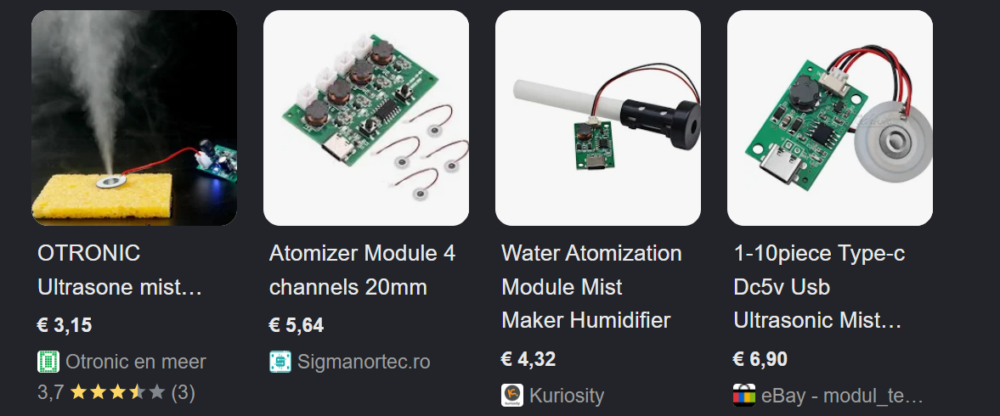 OTRONIC
Ultrasone mist…
€ 3,15
Otronic en meer
3,7 (3)
Atomizer Module 4
channels 20mm
€ 5,64
Sigmanortec.ro
Water Atomization
Module Mist
Maker Humidifier
€ 4,32
Kuriosity
1-10piece Type-c
Dc5v Usb
Ultrasonic Mist…
€ 6,90
eBay - modul_te…